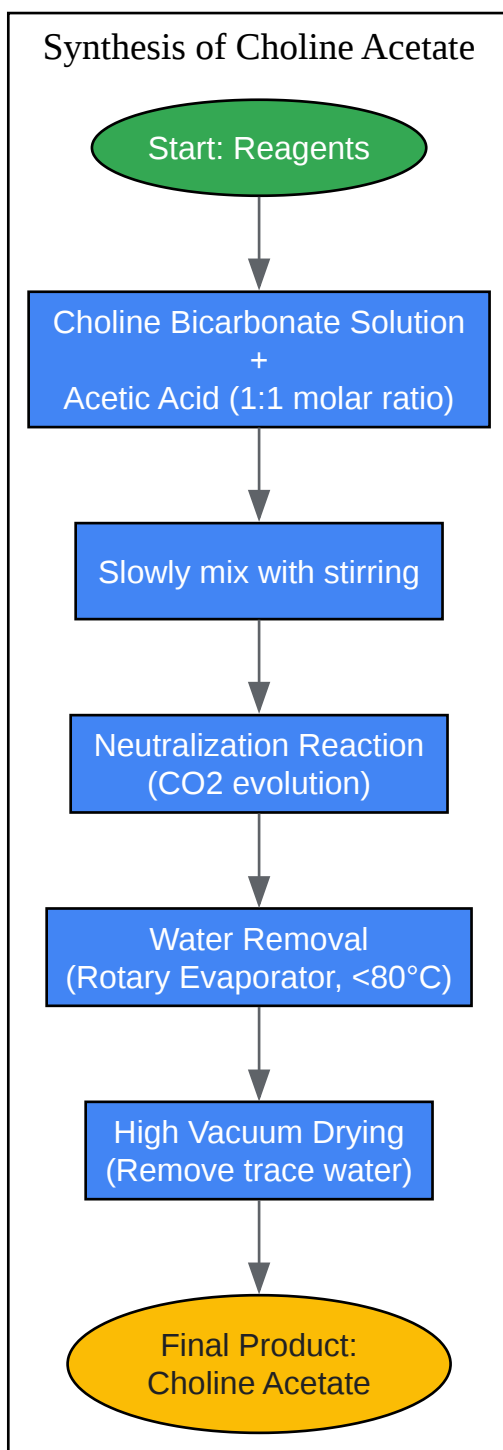 Synthesis of Choline Acetate
Start: Reagents
Choline Bicarbonate Solution
+
Acetic Acid (1:1 molar ratio)
Slowly mix with stirring
Neutralization Reaction
(CO2 evolution)
Water Removal
(Rotary Evaporator, <80°C)
High Vacuum Drying
(Remove trace water)
Final Product:
Choline Acetate